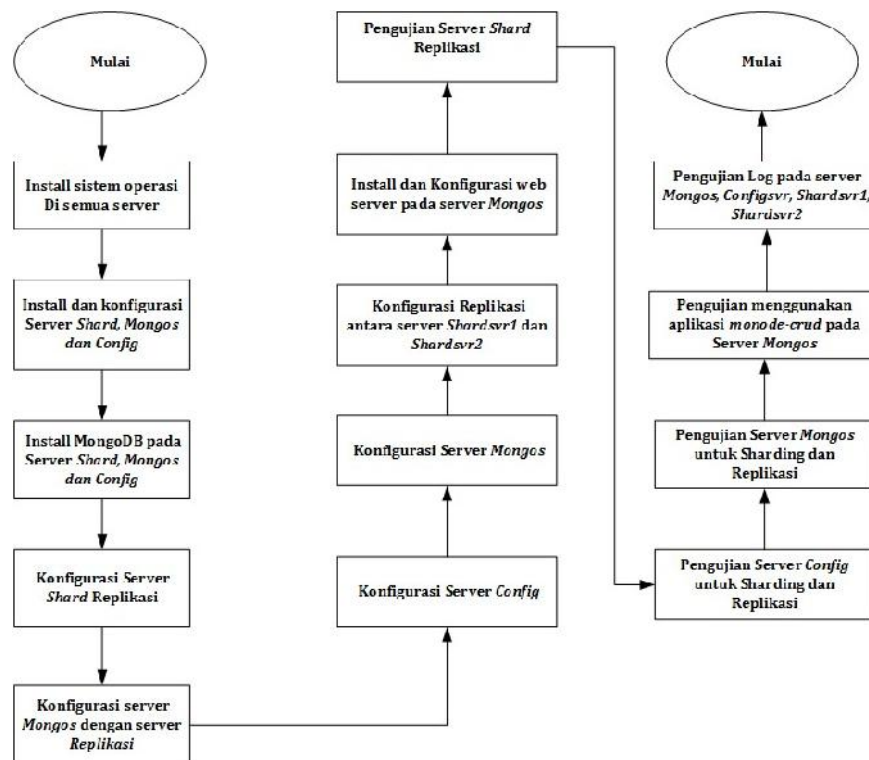 Mulai
Install sistem operasi
Di semua server
Install dan konfigurasi
Server Shard, Mongos
dan Config
Install MongoDB pada
Server Shard, Mongos
dan Config
Konfigurasi Server
Shard Replikasi
Konfigurasi server
Mongos dengan server
Replikasi
Konfigurasi Server Config
Konfigurasi Server Mongos
Konfigurasi Replikasi
antara server Shardsvr1 dan
Shardsvr2
Install dan Konfigurasi web
server pada server Mongos
Pengujian Server Shard
Replikasi
Pengujian Server Config
untuk Sharding dan
Replikasi
Pengujian Server Mongos
untuk Sharding dan
Replikasi
Pengujian menggunakan
aplikasi monode-crud pada
Server Mongos
Pengujian Log pada server
Mongos, Configsvr, Shardsvr1,
Shardsvr2
Mulai